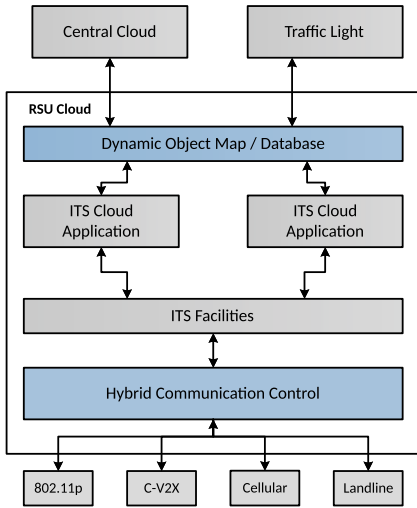 Central Cloud
Traffic Light
RSU Cloud
Dynamic Object Map / Database
ITS Cloud
Application
ITS Cloud
Application
ITS Facilities
Hybrid Communication Control
802.11p
C-V2X
Cellular
Landline